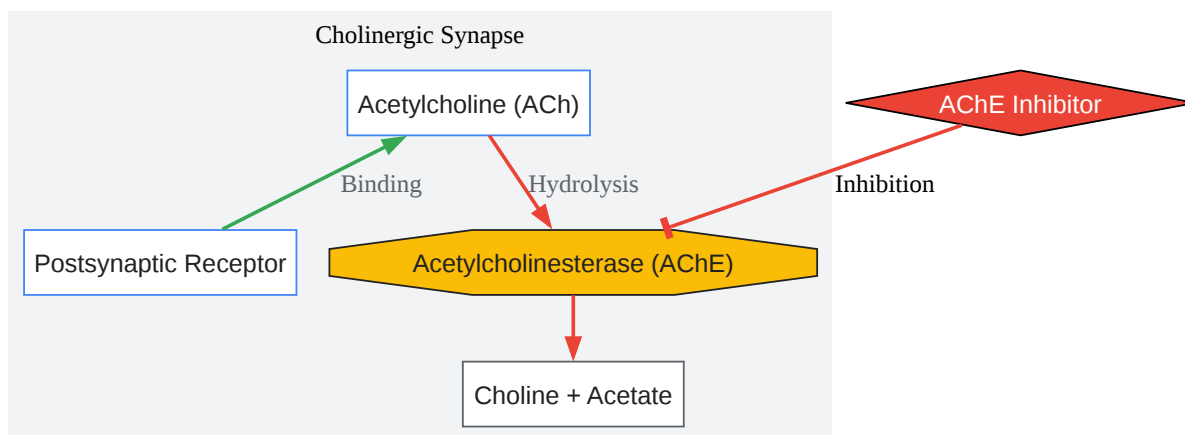 Cholinergic Synapse
Acetylcholine (ACh)
AChE Inhibitor
Binding
Hydrolysis
Inhibition
Postsynaptic Receptor
Acetylcholinesterase (AChE)
Choline + Acetate